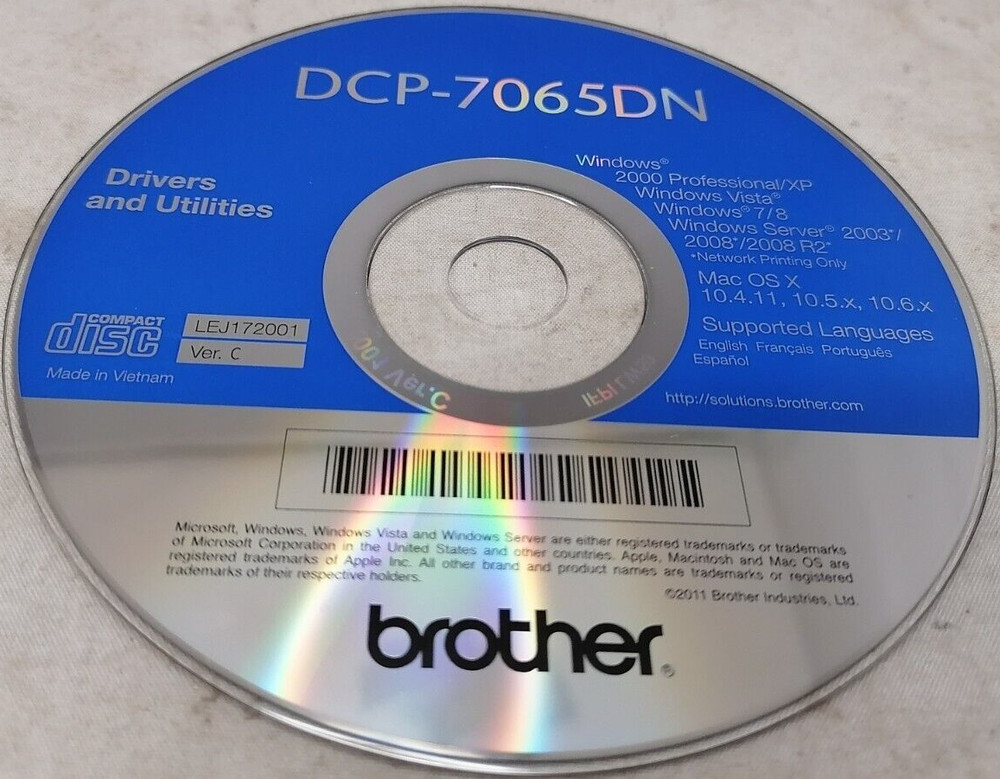 DCP-7065DN
Drivers
and Utilities
Windows®
2000 Professional/XP
Windows Vista®
Windows® 7/8
Windows Server® 2003*/
2008*/2008 R2*
*Network Printing Only
Mac OS X
10.4.11, 10.5.x, 10.6.x
Supported Languages
English Français Português
Español
http://solutions.brother.com
COMPACT
disc
LEJ172001
Ver. C
Made in Vietnam
Ver.C
Microsoft, Windows, Windows Vista and Windows Server are either registered trademarks or trademarks
of Microsoft Corporation in the United States and other countries. Apple, Macintosh and Mac OS are
registered trademarks of Apple Inc. All other brand and product names are trademarks or registered
trademarks of their respective holders.
©2011 Brother Industries, Ltd.
brother®